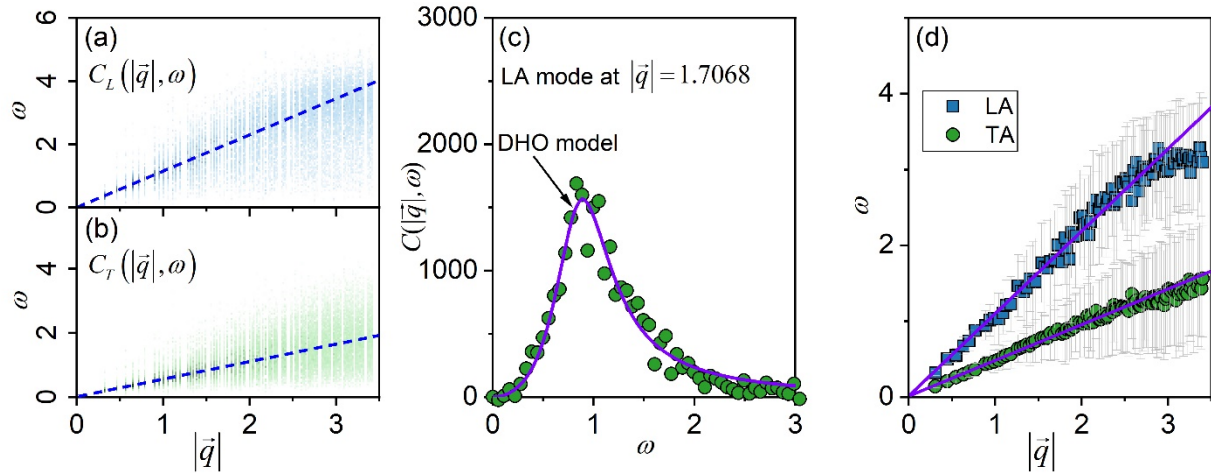 (a)
C_L(|q⃗|, ω)
ω
6
4
2
0
(b)
C_T(|q⃗|, ω)
ω
4
2
0
0 1 2 3
|q⃗|
(c)
LA mode at |q⃗| = 1.7068
DHO model
C(|q⃗|, ω)
3000
2000
1000
0
0 1 2 3
ω
(d)
LA
TA
ω
4
2
0
0 1 2 3
|q⃗|